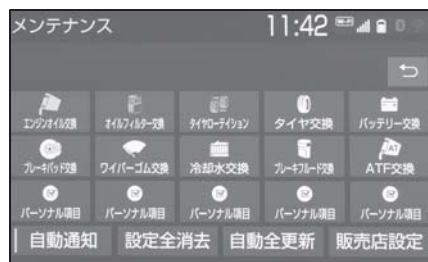 メンテナンス 11:42
エンジンオイル交換 オイルフィルター交換 タイヤローテイション タイヤ交換 バッテリー交換
ブレーキパッド交換 ワイパーゴム交換 冷却水交換 ブレーキフルード交換 ATF交換
パーソナル項目 パーソナル項目 パーソナル項目 パーソナル項目 パーソナル項目
自動通知 設定全消去 自動全更新 販売店設定